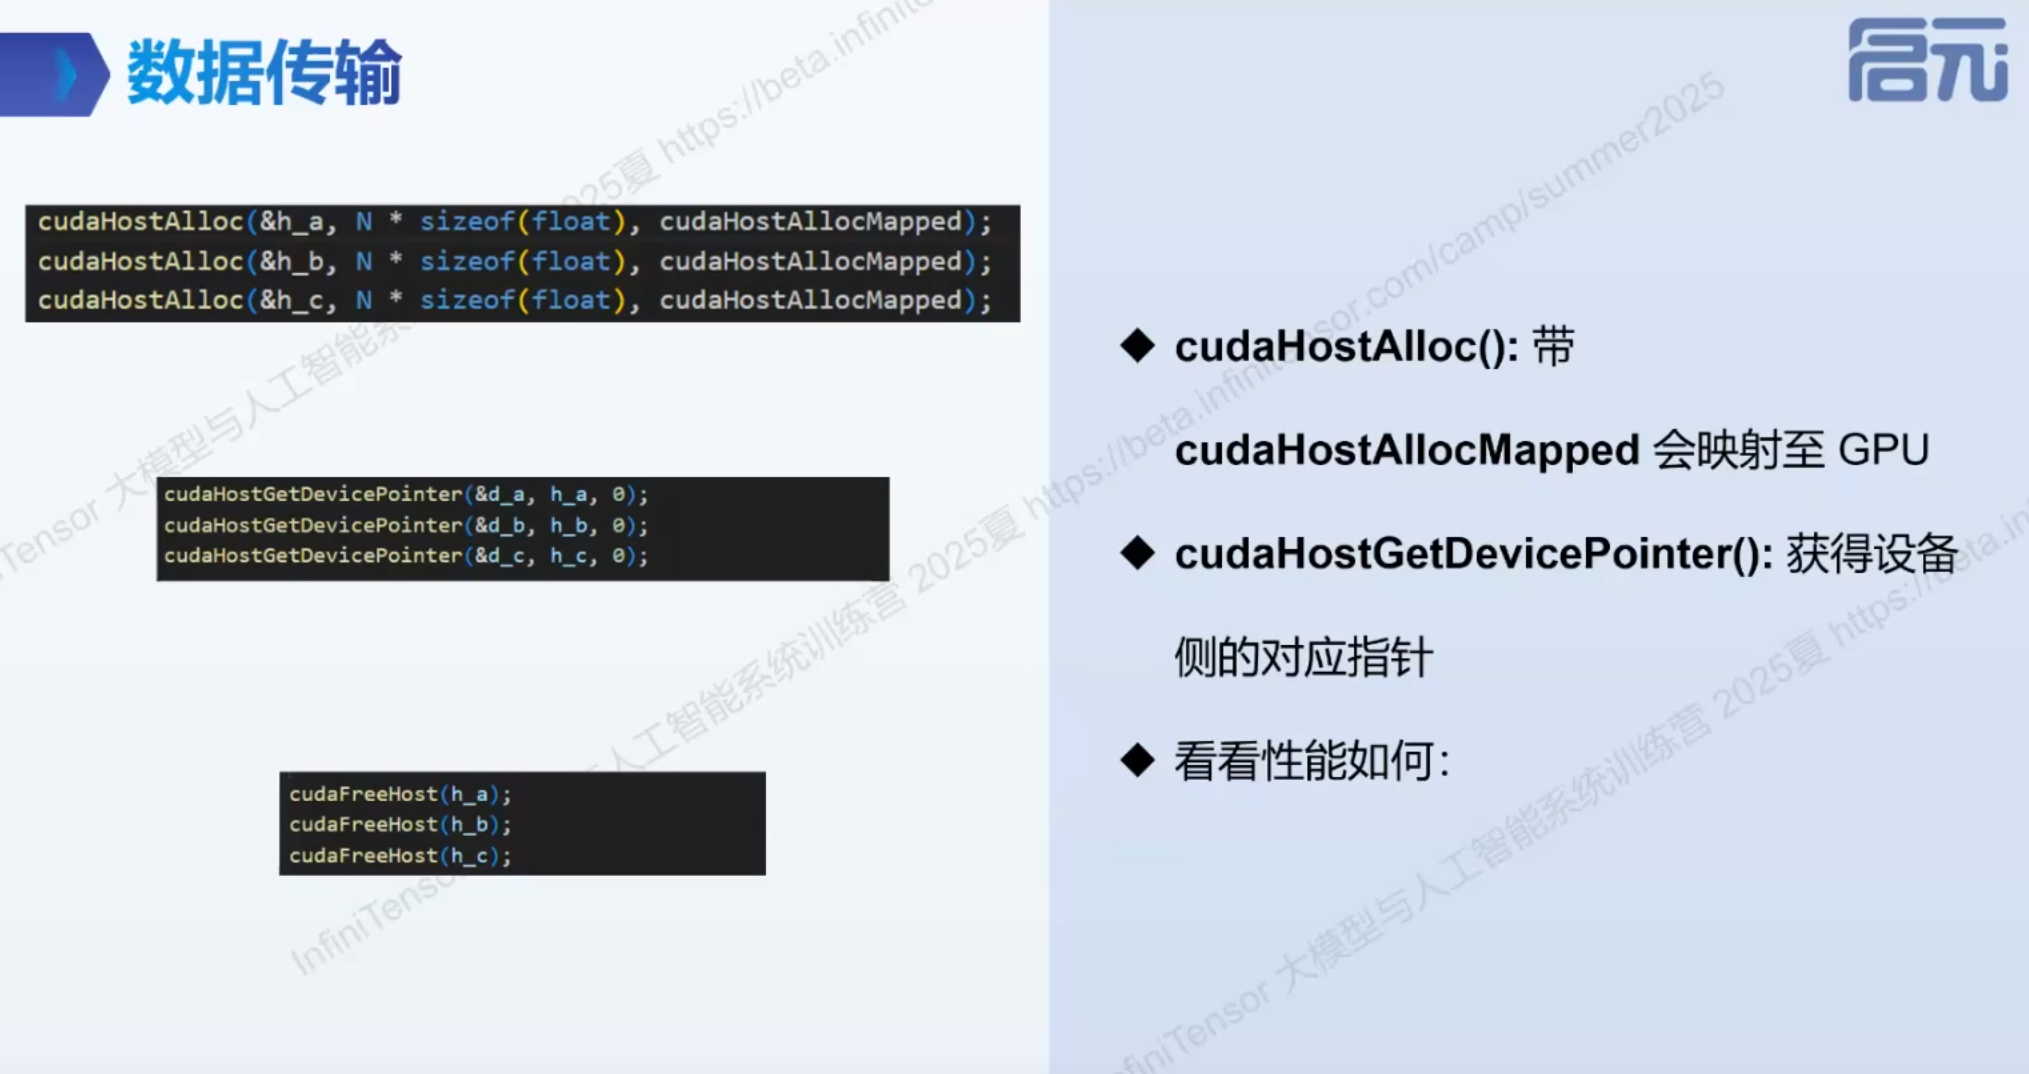 数据传输
启元
cudaHostAlloc(&h_a, N * sizeof(float), cudaHostAllocMapped);
cudaHostAlloc(&h_b, N * sizeof(float), cudaHostAllocMapped);
cudaHostAlloc(&h_c, N * sizeof(float), cudaHostAllocMapped);
cudaHostGetDevicePointer(&d_a, h_a, 0);
cudaHostGetDevicePointer(&d_b, h_b, 0);
cudaHostGetDevicePointer(&d_c, h_c, 0);
cudaFreeHost(h_a);
cudaFreeHost(h_b);
cudaFreeHost(h_c);
◆ cudaHostAlloc(): 带
cudaHostAllocMapped 会映射至 GPU
◆ cudaHostGetDevicePointer(): 获得设备
侧的对应指针
◆ 看看性能如何：
InfiniTensor 大模型与人工智能系统训练营 2025夏 https://beta.infinitensor.com/camp/summer2025